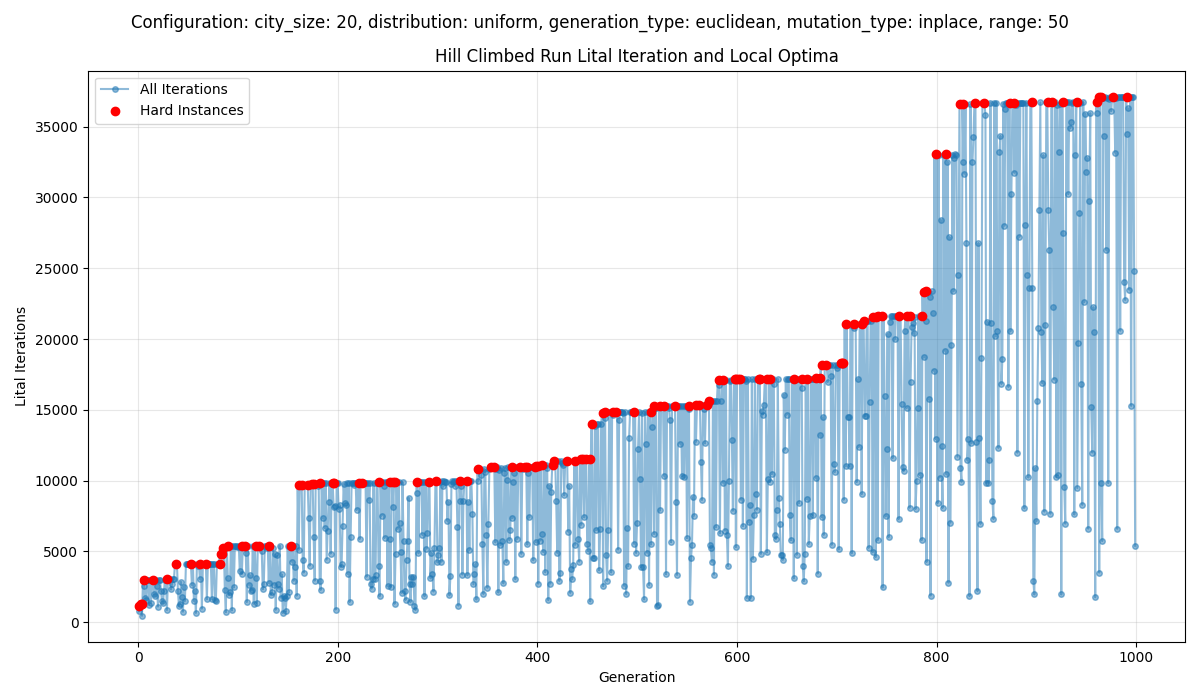 Configuration: city_size: 20, distribution: uniform, generation_type: euclidean, mutation_type: inplace, range: 50
Hill Climbed Run Lital Iteration and Local Optima
All Iterations
Hard Instances
35000
30000
25000
20000
15000
10000
5000
0
Lital Iterations
0 200 400 600 800 1000
Generation